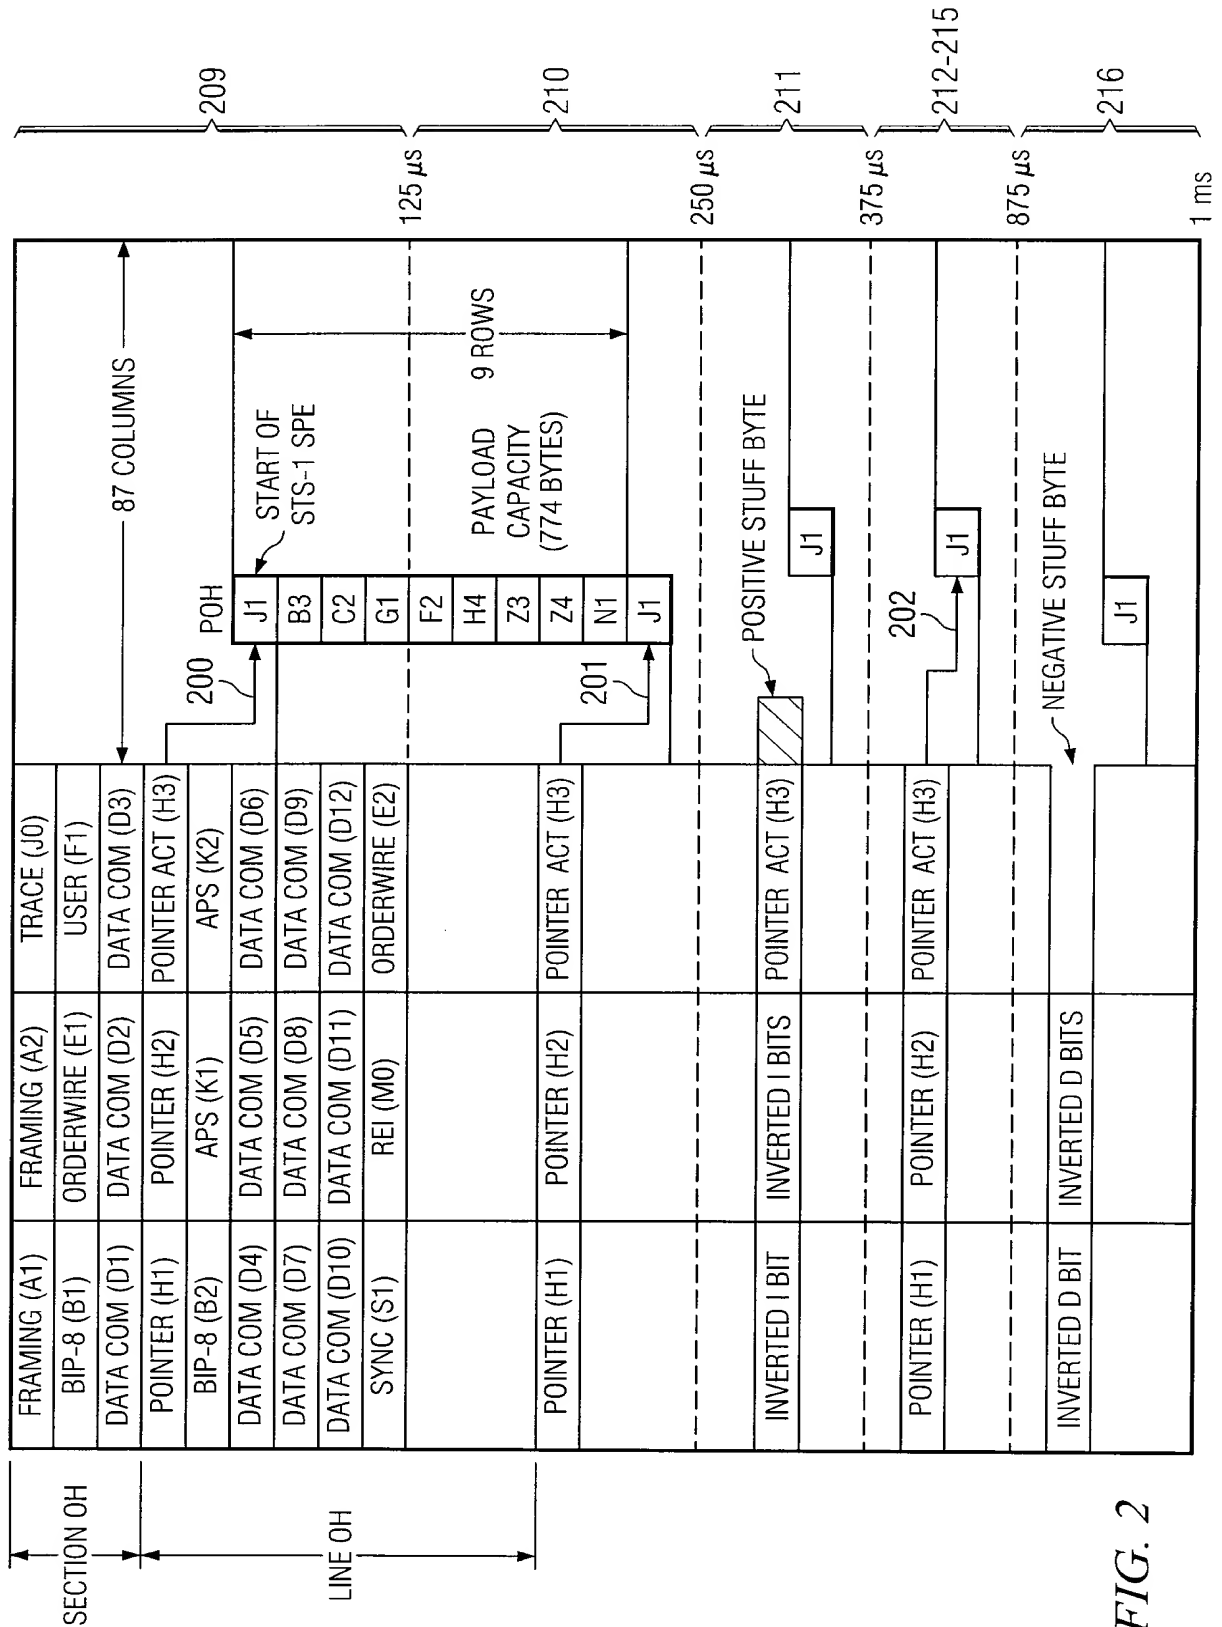 SECTION OH
LINE OH
FRAMING (A1)
FRAMING (A2)
TRACE (J0)
BIP-8 (B1)
ORDERWIRE (E1)
USER (F1)
DATA COM (D1)
DATA COM (D2)
DATA COM (D3)
POINTER (H1)
POINTER (H2)
POINTER ACT (H3)
BIP-8 (B2)
APS (K1)
APS (K2)
DATA COM (D4)
DATA COM (D5)
DATA COM (D6)
DATA COM (D7)
DATA COM (D8)
DATA COM (D9)
DATA COM (D10)
DATA COM (D11)
DATA COM (D12)
SYNC (S1)
REI (M0)
ORDERWIRE (E2)
POINTER (H1)
POINTER (H2)
POINTER ACT (H3)
INVERTED I BIT
INVERTED I BITS
POINTER ACT (H3)
POINTER (H1)
POINTER (H2)
POINTER ACT (H3)
INVERTED D BIT
INVERTED D BITS
87 COLUMNS
POH
200
J1
B3
C2
G1
F2
H4
Z3
Z4
N1
J1
START OF
STS-1 SPE
PAYLOAD
CAPACITY
(774 BYTES)
9 ROWS
201
POSITIVE STUFF BYTE
J1
202
J1
NEGATIVE STUFF BYTE
J1
125 µs
250 µs
375 µs
875 µs
1 ms
209
210
211
212-215
216
FIG. 2